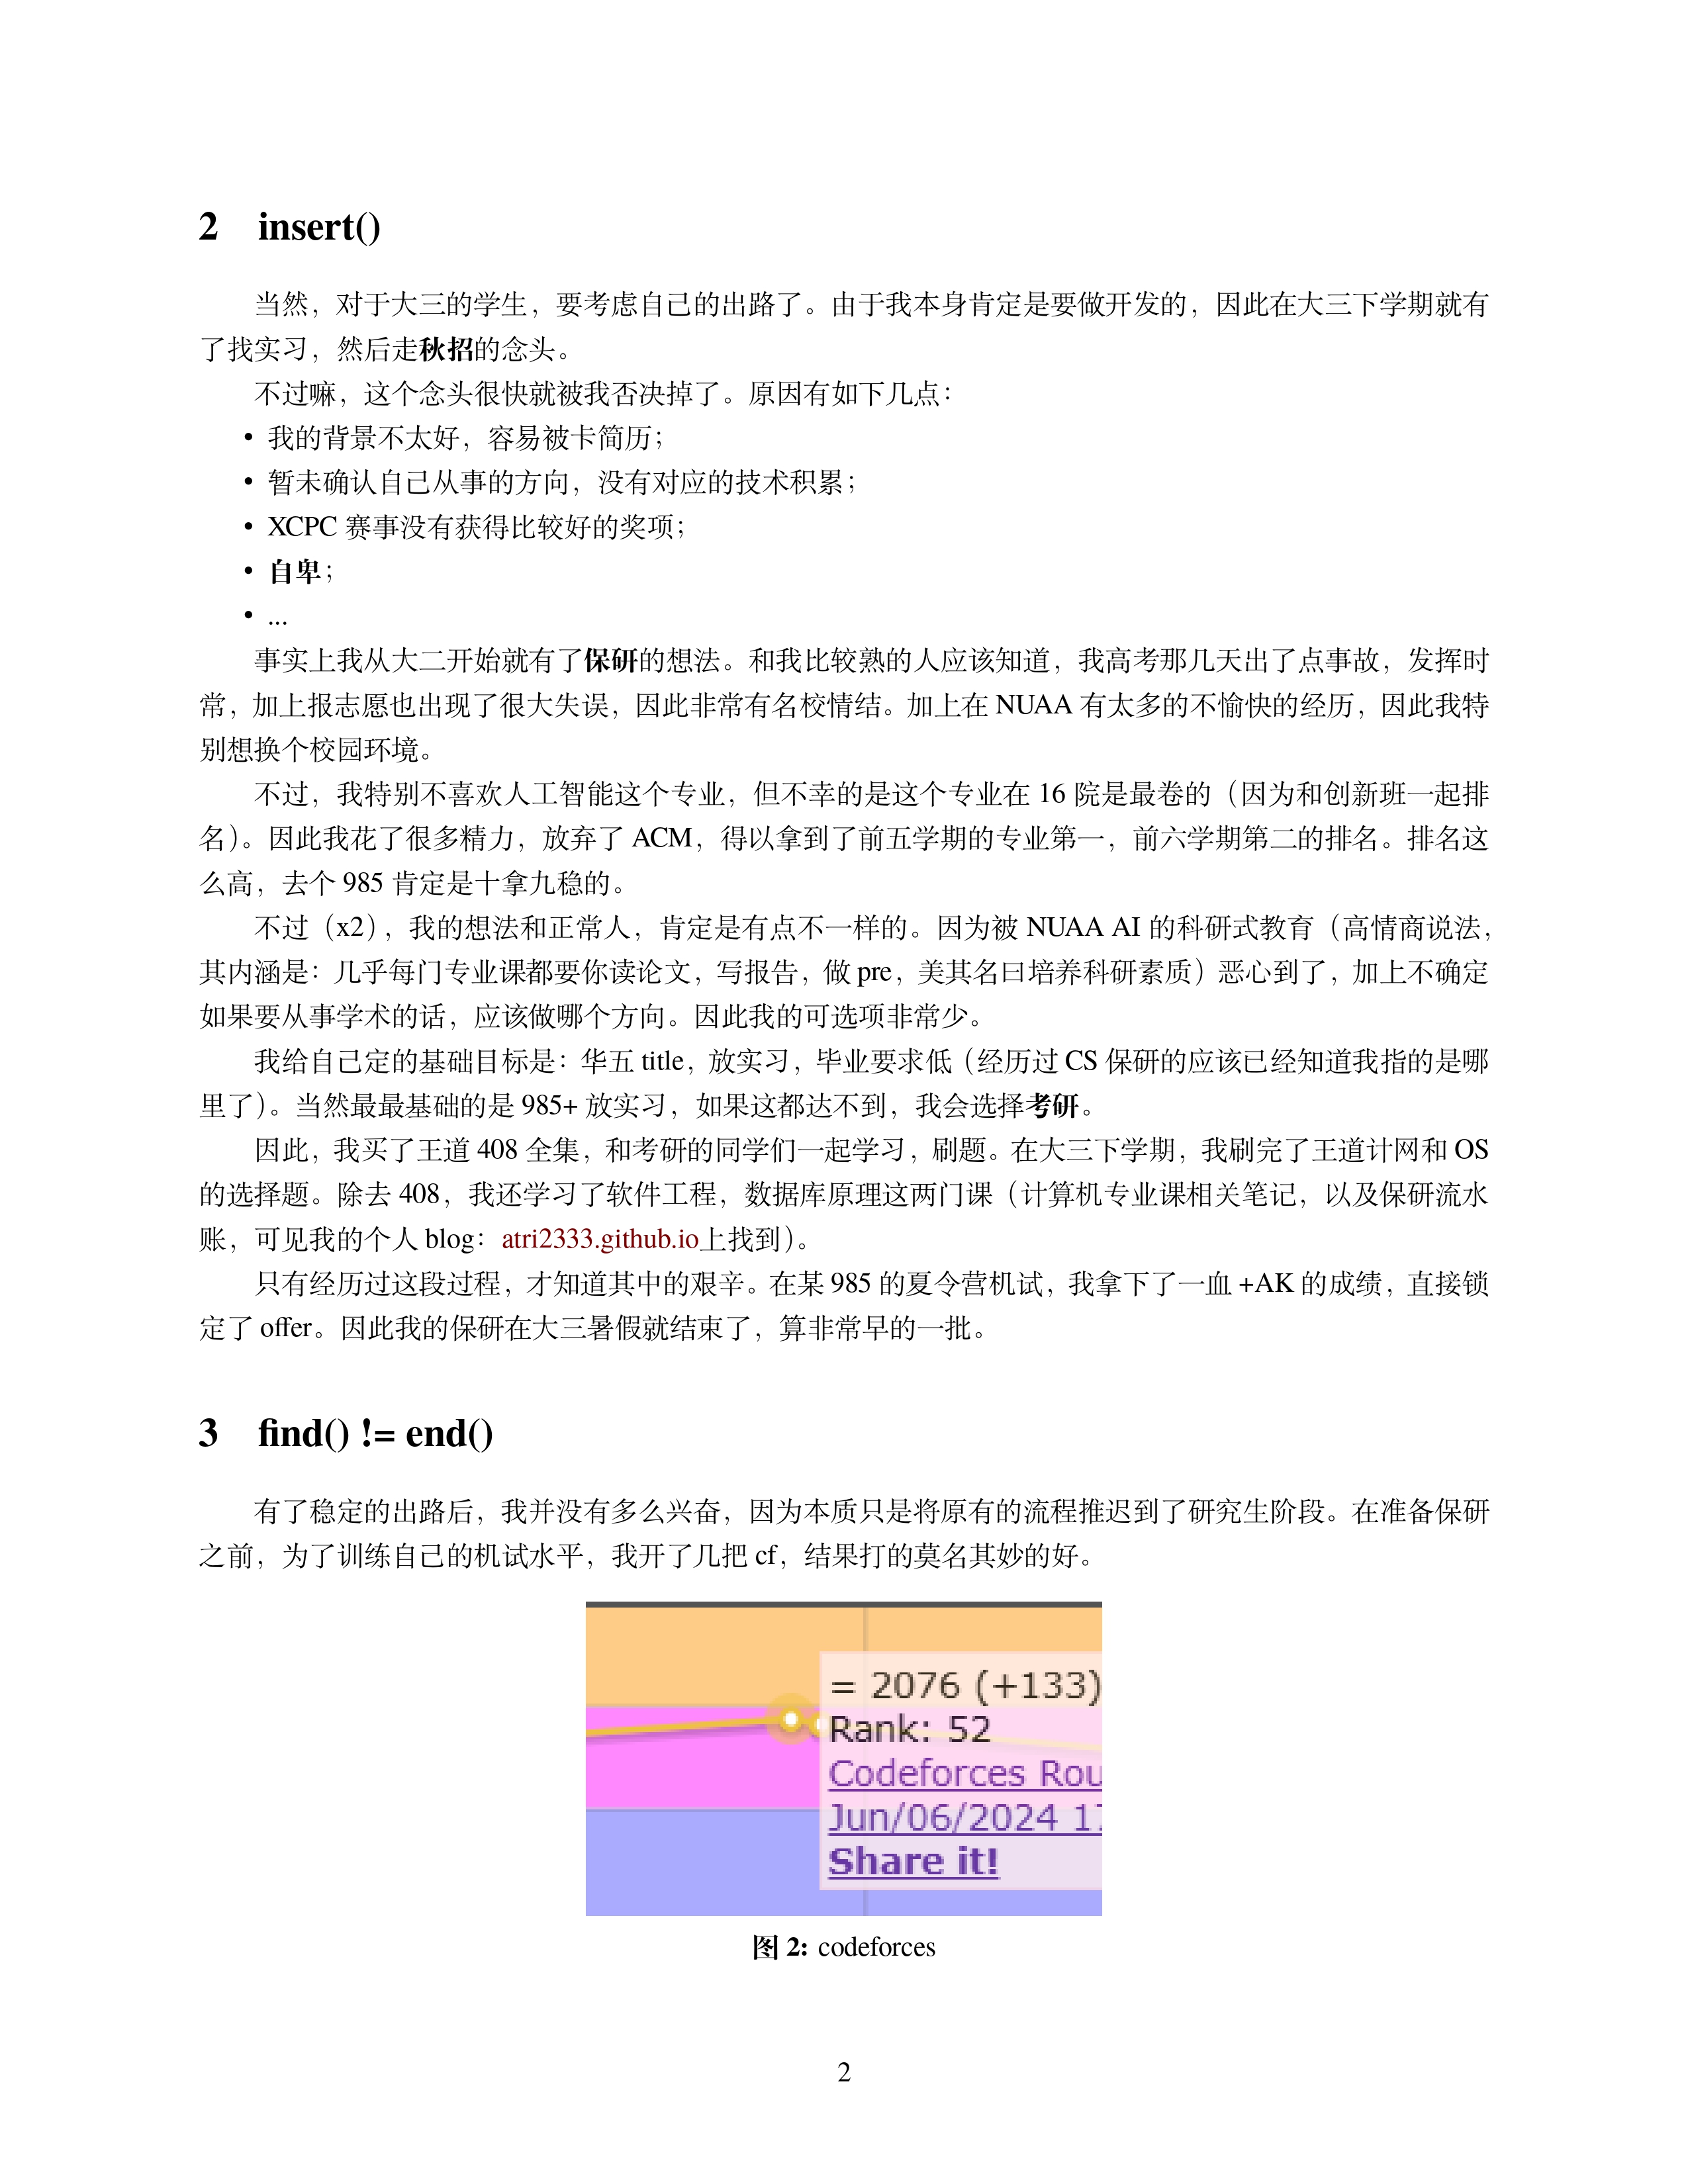 2 insert()
当然，对于大三的学生，要考虑自己的出路了。由于我本身肯定是要做开发的，因此在大三下学期就有
了找实习，然后走秋招的念头。
不过嘛，这个念头很快就被我否决掉了。原因有如下几点：
• 我的背景不太好，容易被卡简历；
• 暂未确认自己从事的方向，没有对应的技术积累；
• XCPC 赛事没有获得比较好的奖项；
• 自卑；
• ...
事实上我从大二开始就有了保研的想法。和我比较熟的人应该知道，我高考那几天出了点事故，发挥时
常，加上报志愿也出现了很大失误，因此非常有名校情结。加上在 NUAA 有太多的不愉快的经历，因此我特
别想换个校园环境。
不过，我特别不喜欢人工智能这个专业，但不幸的是这个专业在 16 院是最卷的（因为和创新班一起排
名）。因此我花了很多精力，放弃了 ACM，得以拿到了前五学期的专业第一，前六学期第二的排名。排名这
么高，去个 985 肯定是十拿九稳的。
不过（x2），我的想法和正常人，肯定是有点不一样的。因为被 NUAA AI 的科研式教育（高情商说法，
其内涵是：几乎每门专业课都要你读论文，写报告，做 pre，美其名曰培养科研素质）恶心到了，加上不确定
如果要从事学术的话，应该做哪个方向。因此我的可选项非常少。
我给自己定的基础目标是：华五 title，放实习，毕业要求低（经历过 CS 保研的应该已经知道我指的是哪
里了）。当然最最基础的是 985+ 放实习，如果这都达不到，我会选择考研。
因此，我买了王道 408 全集，和考研的同学们一起学习，刷题。在大三下学期，我刷完了王道计网和 OS
的选择题。除去 408，我还学习了软件工程，数据库原理这两门课（计算机专业课相关笔记，以及保研流水
账，可见我的个人 blog：atri2333.github.io上找到）。
只有经历过这段过程，才知道其中的艰辛。在某 985 的夏令营机试，我拿下了一血 +AK 的成绩，直接锁
定了 offer。因此我的保研在大三暑假就结束了，算非常早的一批。
3 find() != end()
有了稳定的出路后，我并没有多么兴奋，因为本质只是将原有的流程推迟到了研究生阶段。在准备保研
之前，为了训练自己的机试水平，我开了几把 cf，结果打的莫名其妙的好。
= 2076 (+133)
Rank: 52
Codeforces Rou
Jun/06/2024 17
Share it!
图 2: codeforces
2